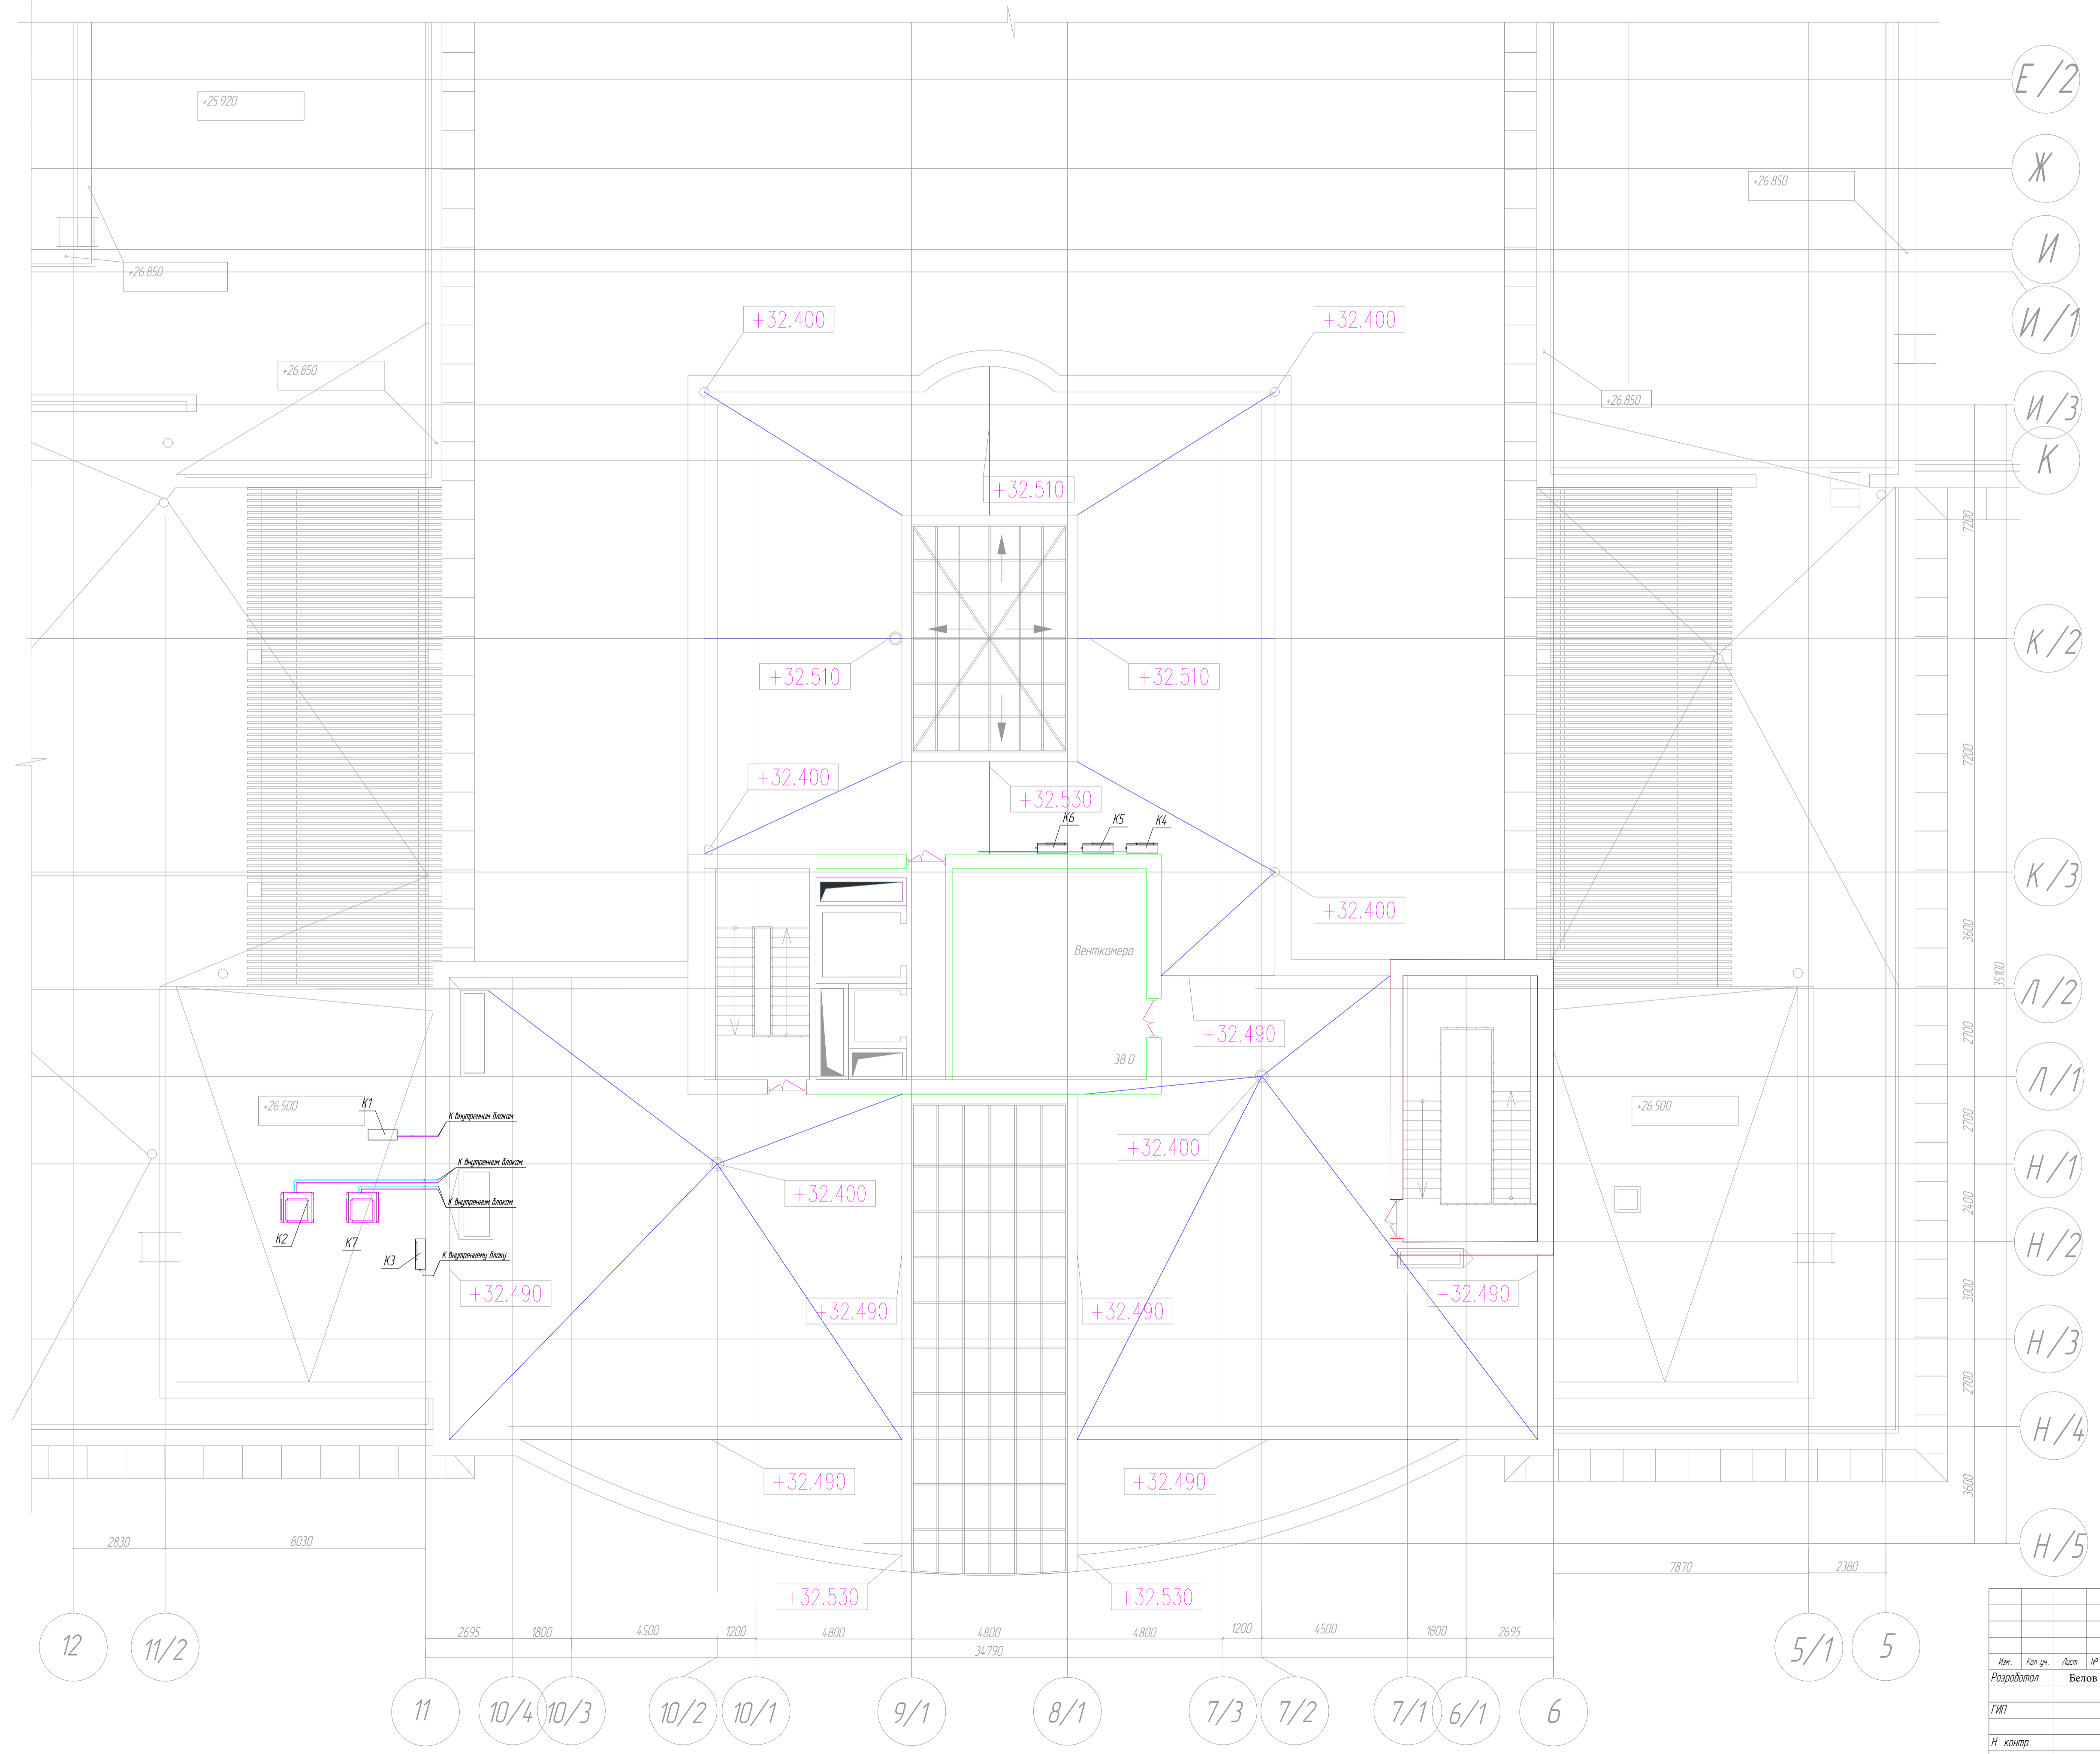 Е/2
+25.920
Ж
+26.850
И
+26.850
И/1
+32.400
+32.400
+26.850
+26.850
И/3
К
+32.510
7200
К/2
+32.510
+32.510
7200
+32.400
+32.530
К6
К5
К4
К/3
+32.400
3600
Венткамера
35100
Л/2
+32.490
2700
38.0
Л/1
+26.500
К1
К внутренним блокам
+26.500
2700
+32.400
К внутренним блокам
Н/1
+32.400
К внутренним блокам
2400
К2
К7
К3
К внутреннему блоку
Н/2
+32.490
+32.490
+32.490
+32.490
3000
Н/3
2700
Н/4
+32.490
+32.490
3600
2830
8030
Н/5
7870
2380
+32.530
+32.530
2695
1800
4500
1200
4800
4800
4800
1200
4500
1800
2695
34790
12
11/2
5/1
5
11
10/4
10/3
10/2
10/1
9/1
8/1
7/3
7/2
7/1
6/1
6
Изм.
Кол уч.
Лист
№
Разработал
Белов
ГИП
Н. контр.